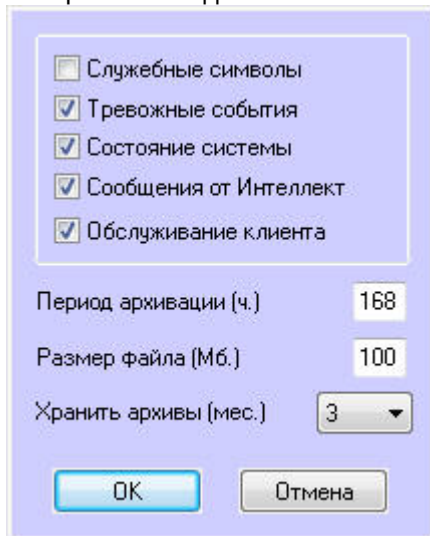 Служебные символы
Тревожные события
Состояние системы
Сообщения от Интеллект
Обслуживание клиента
Период архивации (ч.) 168
Размер файла (Мб.) 100
Хранить архивы (мес.) 3
OK Отмена